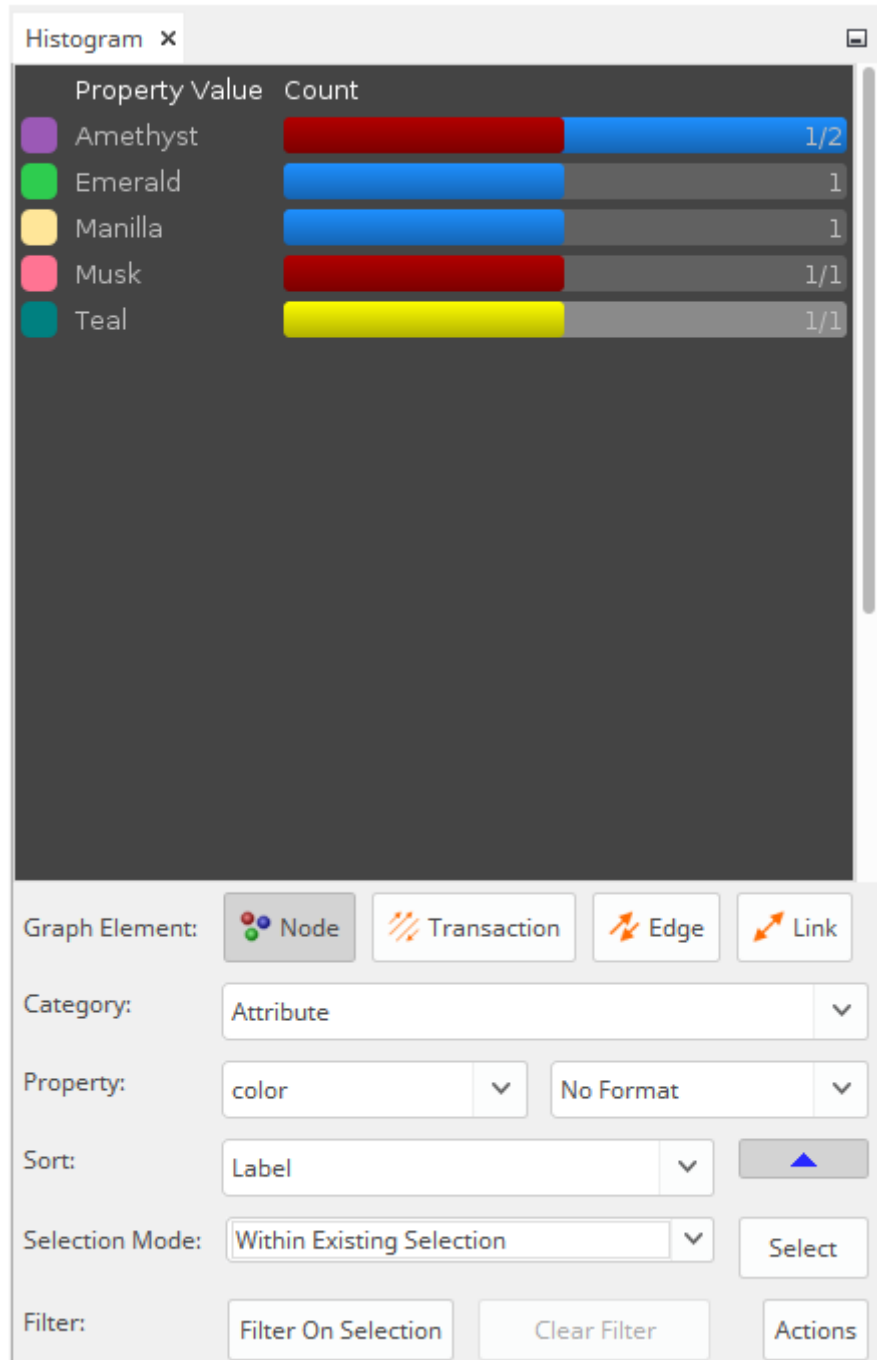 Histogram ×
Property Value Count
Amethyst 1/2
Emerald 1
Manilla 1
Musk 1/1
Teal 1/1
Graph Element: Node Transaction Edge Link
Category: Attribute
Property: color No Format
Sort: Label
Selection Mode: Within Existing Selection Select
Filter: Filter On Selection Clear Filter Actions